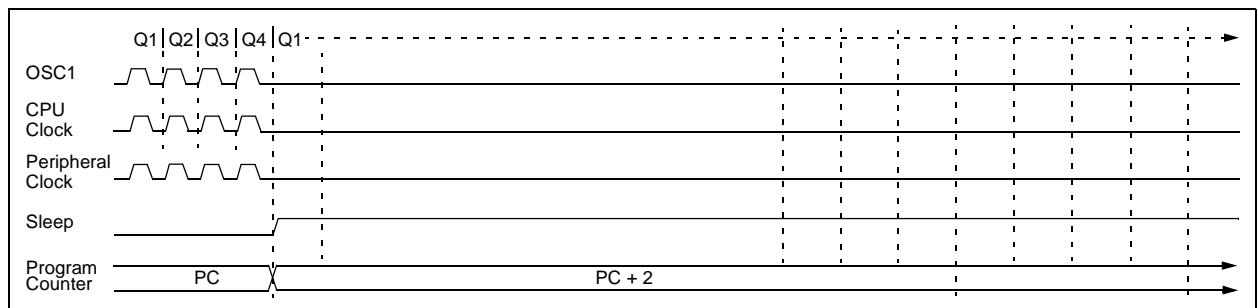 Q1 Q2 Q3 Q4 Q1
OSC1
CPU
Clock
Peripheral
Clock
Sleep
Program
Counter
PC
PC + 2